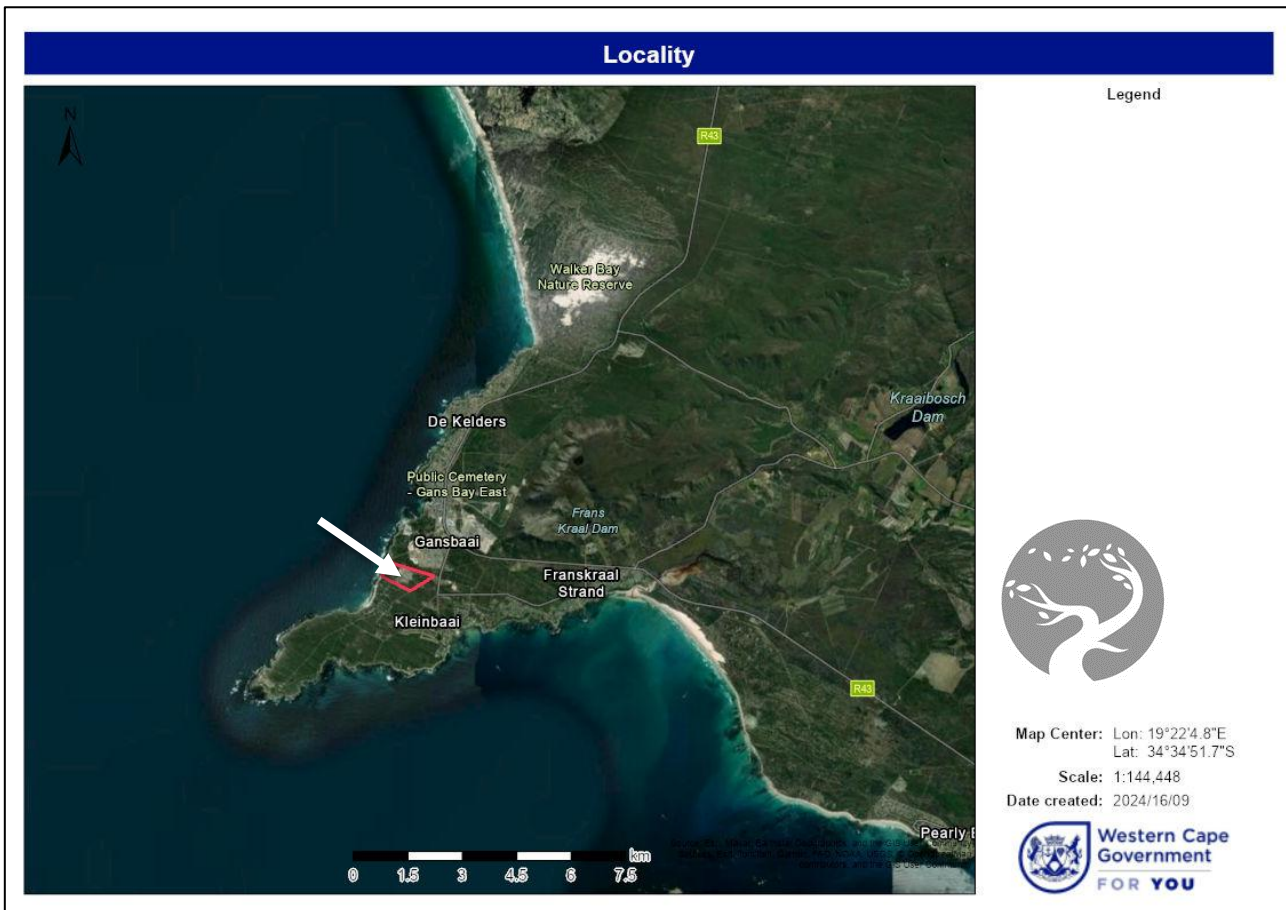 Locality
Legend
N
R43
Walker Bay
Nature Reserve
Kraaibosch
Dam
De Kelders
Public Cemetery
- Gans Bay East
Frans
Kraal Dam
Gansbaai
Franskraal
Strand
Kleinbaai
R43
Pearly B
km
0 1.5 3 4.5 6 7.5
Map Center: Lon: 19°22'4.8"E
Lat: 34°34'51.7"S
Scale: 1:144,448
Date created: 2024/16/09
Western Cape
Government
FOR YOU